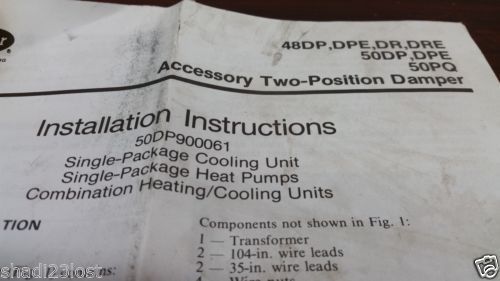 48DP, DPE, DR, DRE
50DP, DPE
50PQ
Accessory Two-Position Damper
Installation Instructions
50DP900061
Single-Package Cooling Unit
Single-Package Heat Pumps
Combination Heating/Cooling Units
TION
Components not shown in Fig. 1:
1 — Transformer
2 — 104-in. wire leads
2 — 35-in. wire leads
Wire nuts
shadi23lost